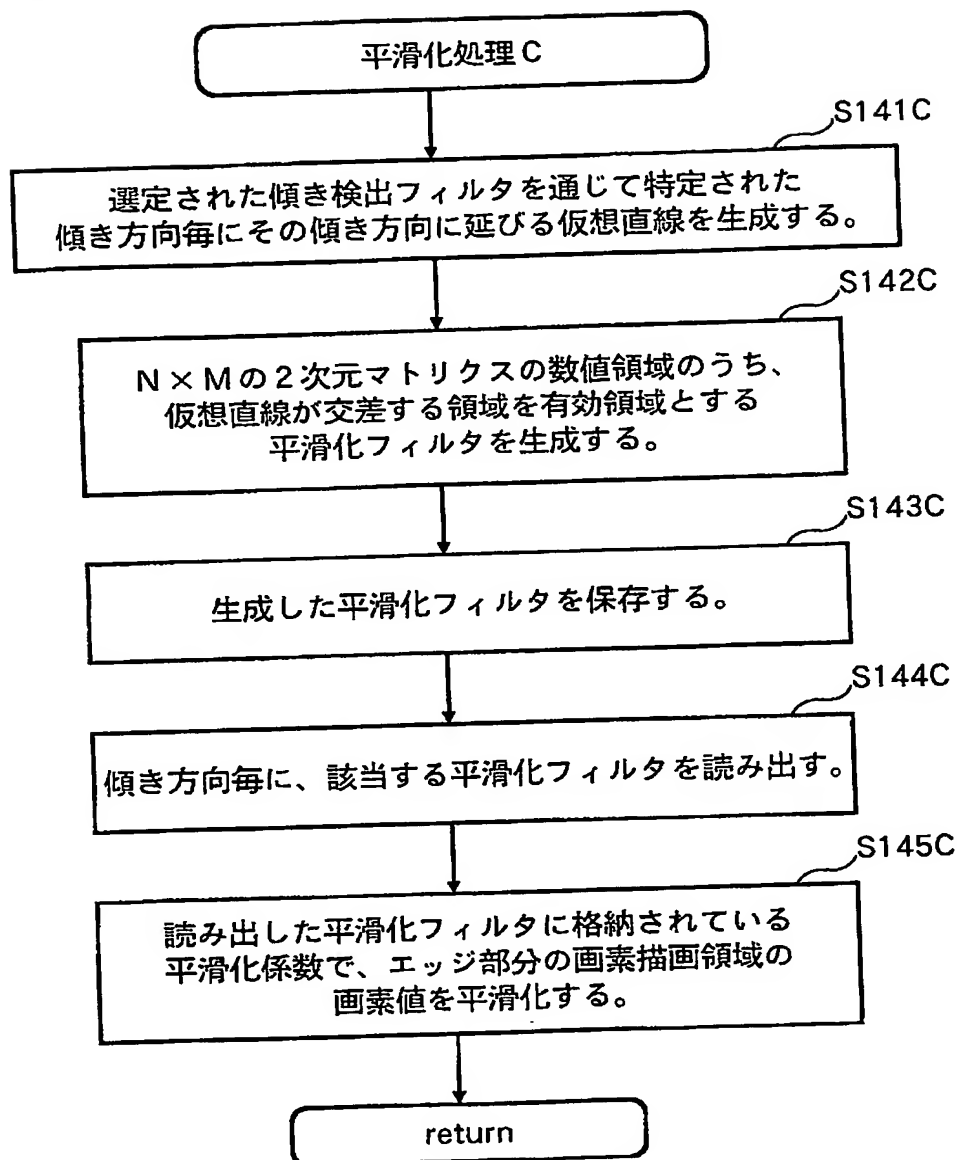 平滑化処理C
S141C
選定された傾き検出フィルタを通じて特定された
傾き方向毎にその傾き方向に延びる仮想直線を生成する。
S142C
N×Mの2次元マトリクスの数値領域のうち、
仮想直線が交差する領域を有効領域とする
平滑化フィルタを生成する。
S143C
生成した平滑化フィルタを保存する。
S144C
傾き方向毎に、該当する平滑化フィルタを読み出す。
S145C
読み出した平滑化フィルタに格納されている
平滑化係数で、エッジ部分の画素描画領域の
画素値を平滑化する。
return